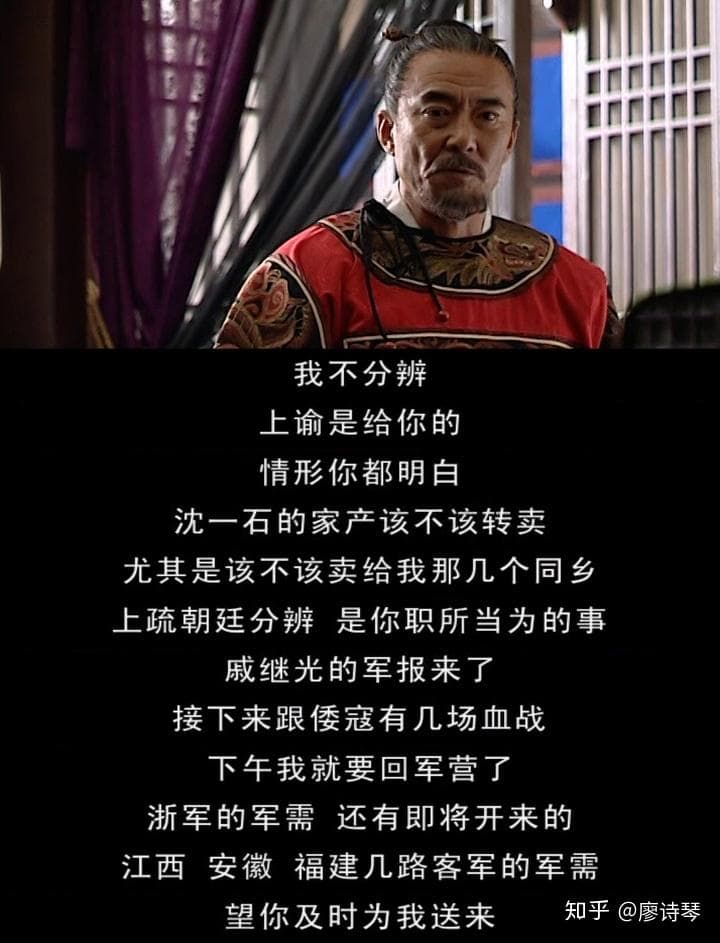 我不分辨
上谕是给你的
情形你都明白
沈一石的家产该不该转卖
尤其是该不该卖给我那几个同乡
上疏朝廷分辨 是你职所当为的事
戚继光的军报来了
接下来跟倭寇有几场血战
下午我就要回军营了
浙军的军需 还有即将开来的
江西 安徽 福建几路客军的军需
望你及时为我送来
知乎 @廖诗琴